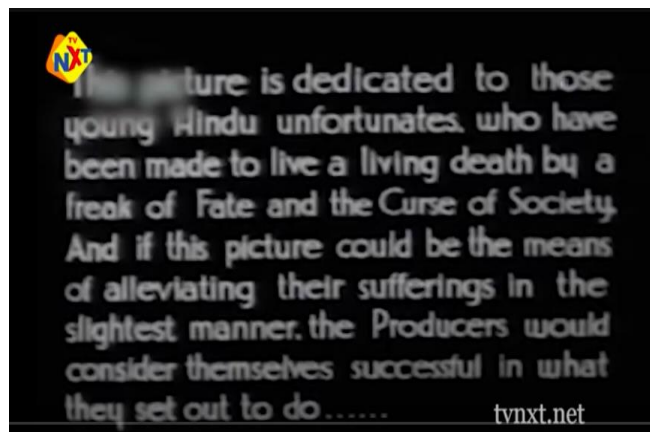 TV
NXT
ture is dedicated to those
young Hindu unfortunates, who have
been made to live a living death by a
freak of Fate and the Curse of Society.
And if this picture could be the means
of alleviating their sufferings in the
slightest manner, the Producers would
consider themselves successful in what
they set out to do......
tvnxt.net